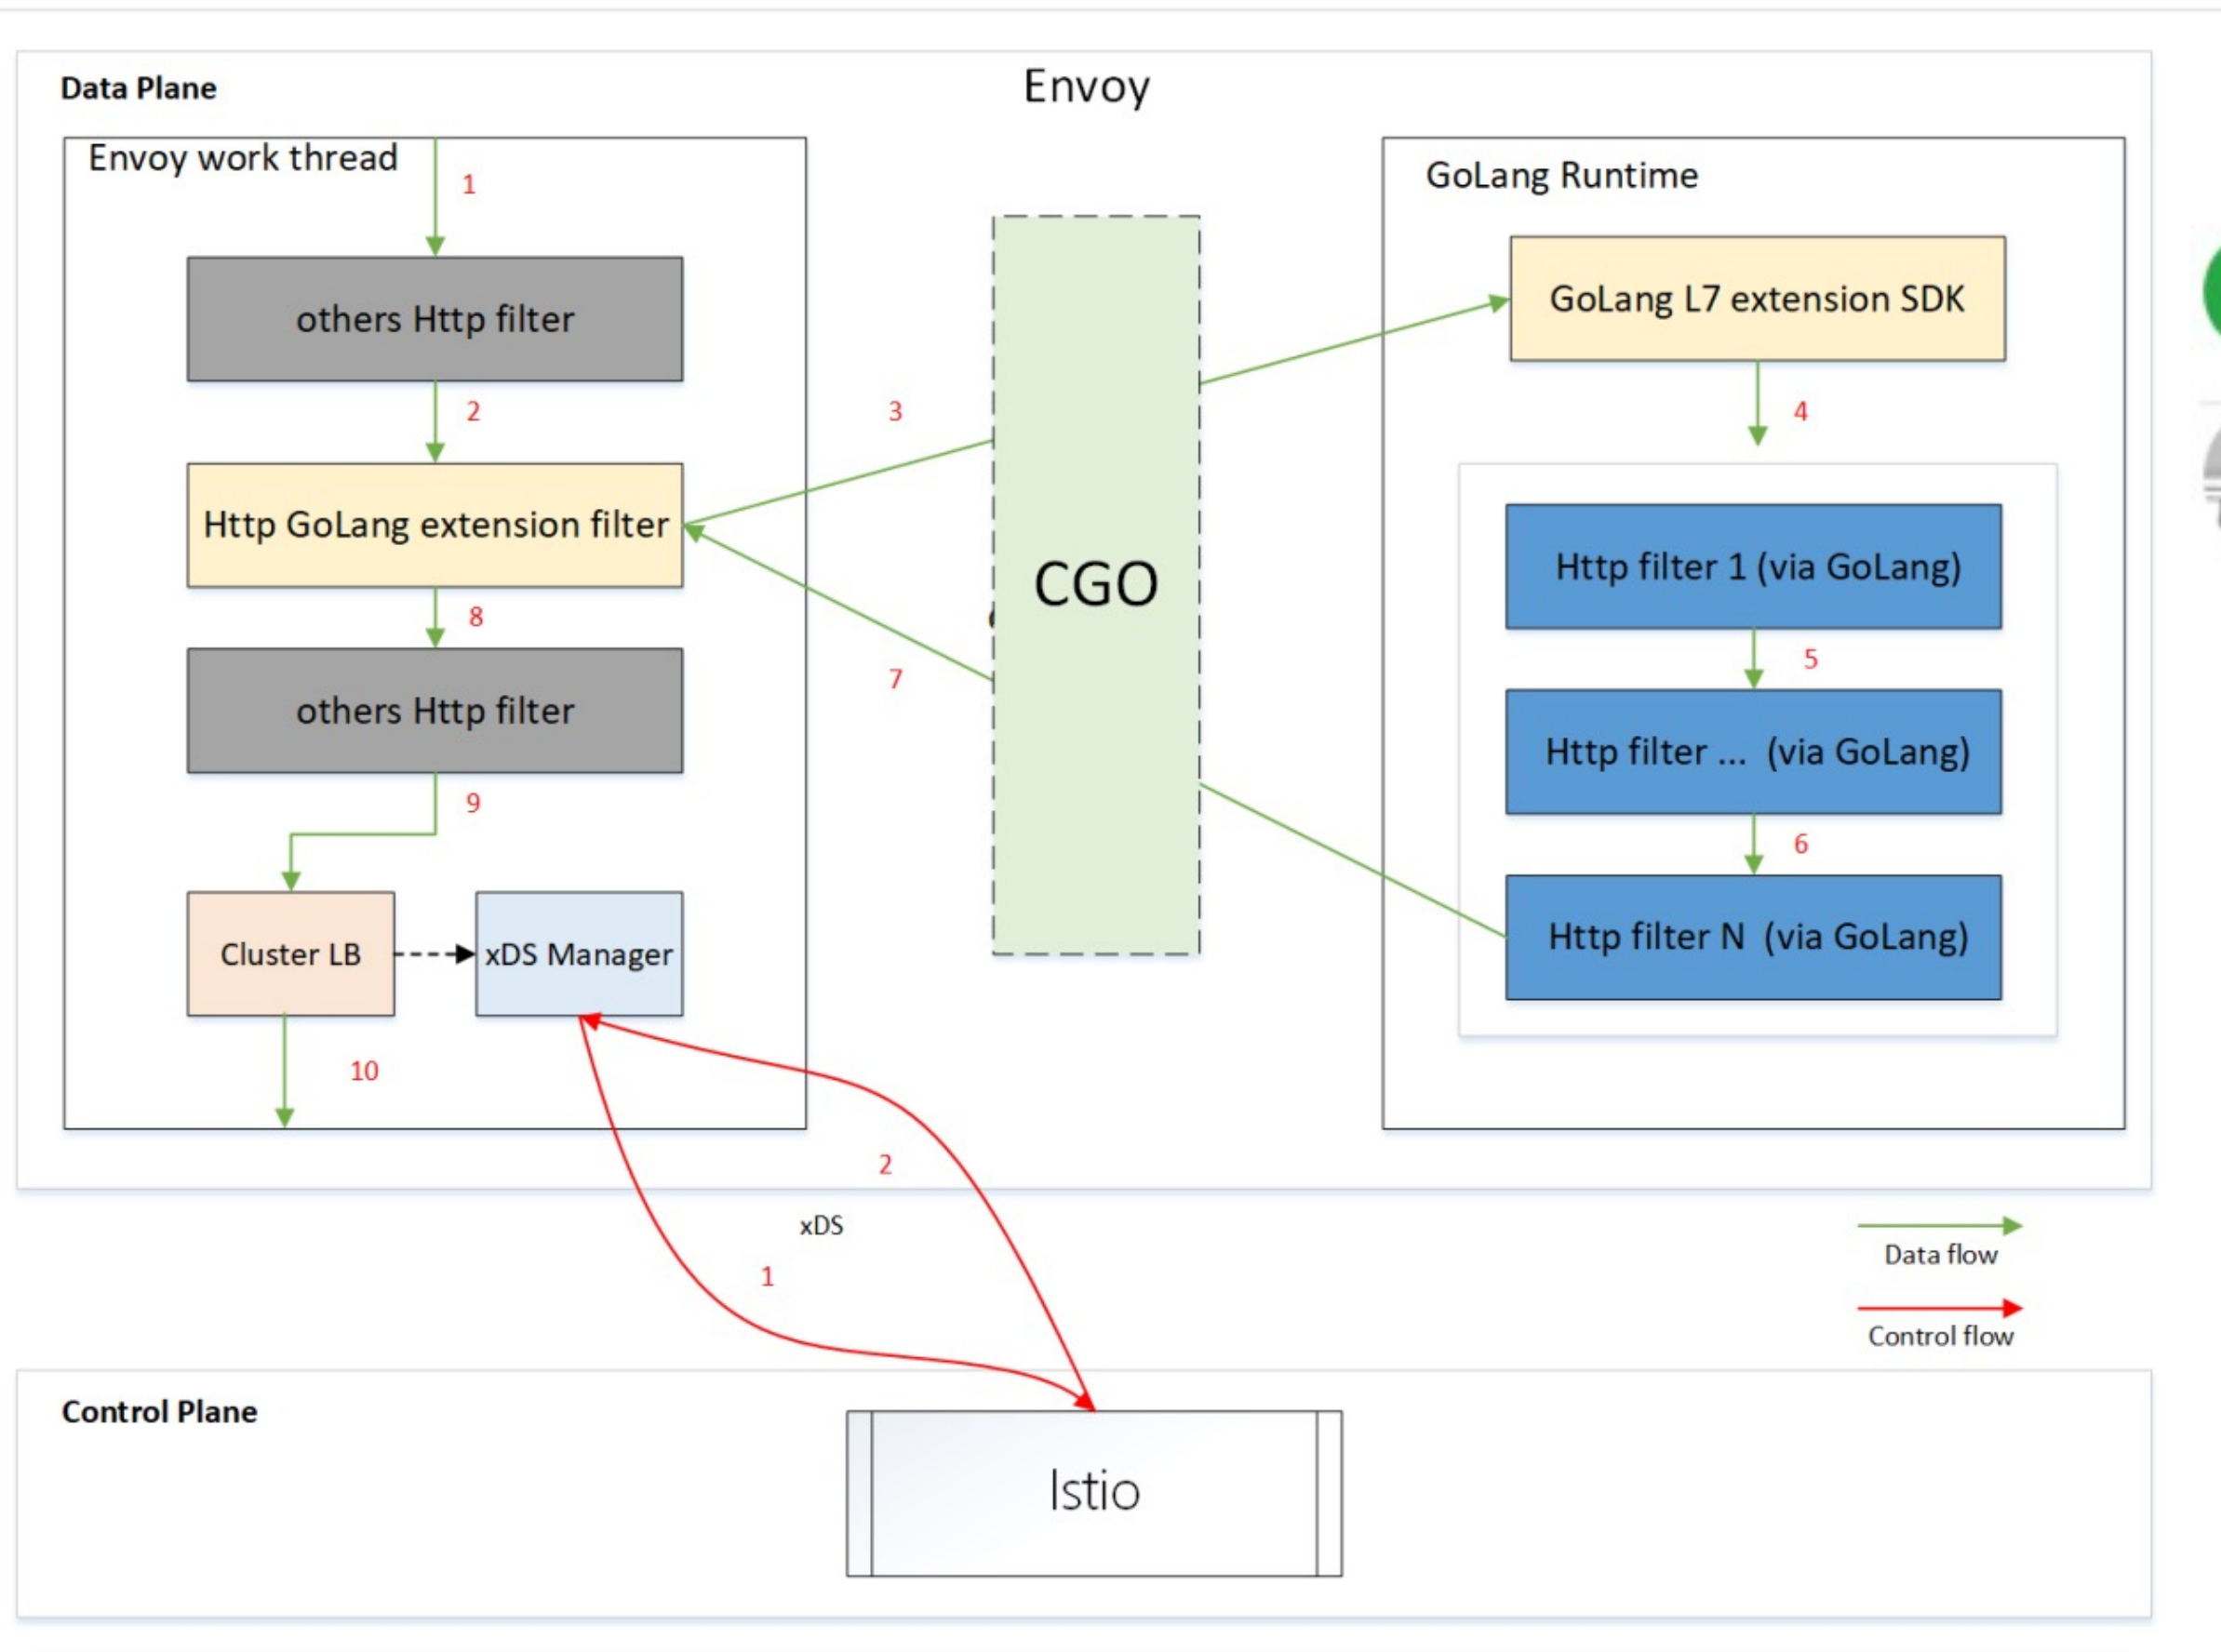 Data Plane
Envoy
Envoy work thread
1
others Http filter
2
Http GoLang extension filter
8
others Http filter
9
Cluster LB
xDS Manager
10
3
7
CGO
GoLang Runtime
GoLang L7 extension SDK
4
Http filter 1 (via GoLang)
5
Http filter ... (via GoLang)
6
Http filter N (via GoLang)
2
xDS
1
Data flow
Control flow
Control Plane
Istio